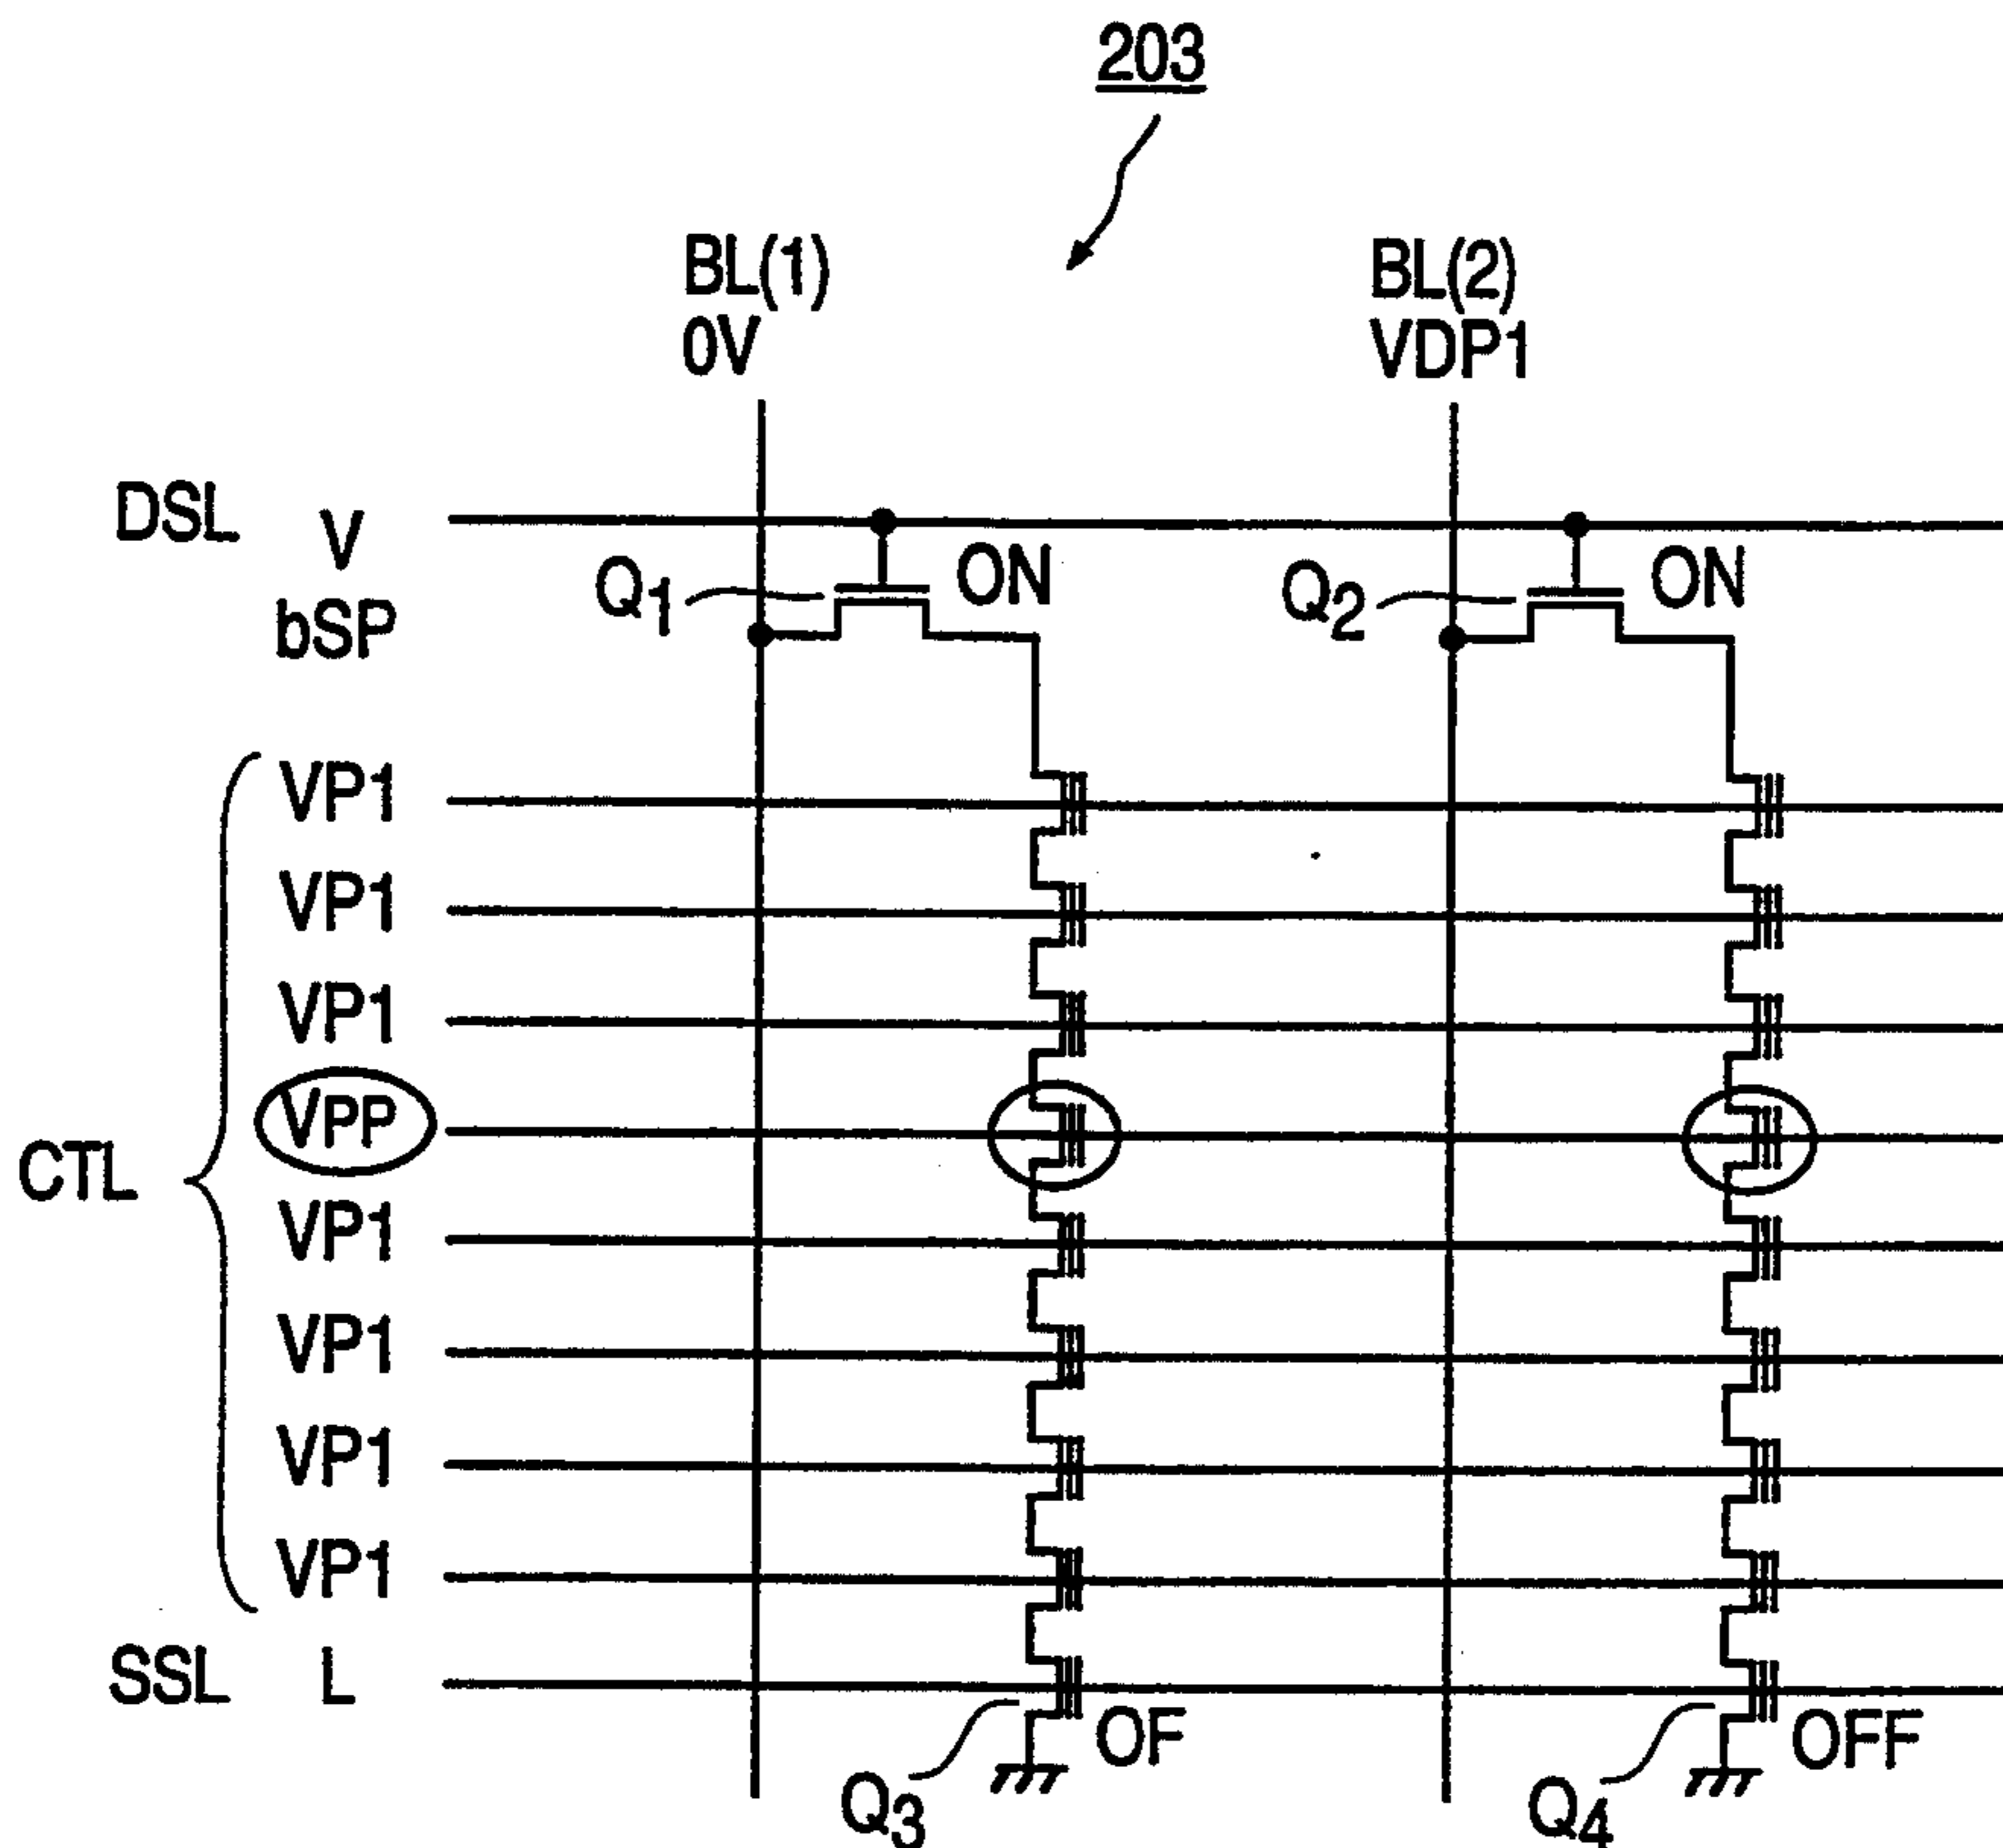 203
BL(1)
0V
BL(2)
VDP1
DSL V
bSP
Q1 ON
Q2 ON
VP1
VP1
VP1
VPP
CTL
VP1
VP1
VP1
VP1
SSL L
Q3 OF
Q4 OFF